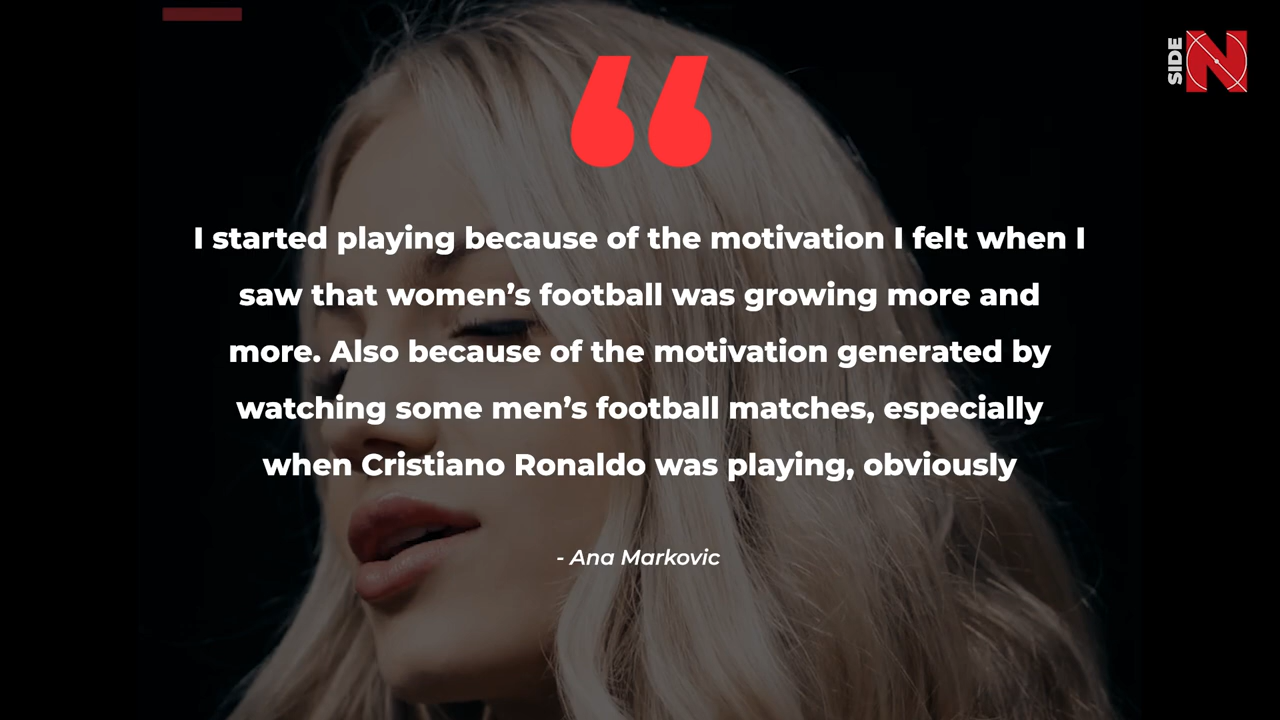 SIDE N
“
I started playing because of the motivation I felt when I
saw that women’s football was growing more and
more. Also because of the motivation generated by
watching some men’s football matches, especially
when Cristiano Ronaldo was playing, obviously
- Ana Markovic